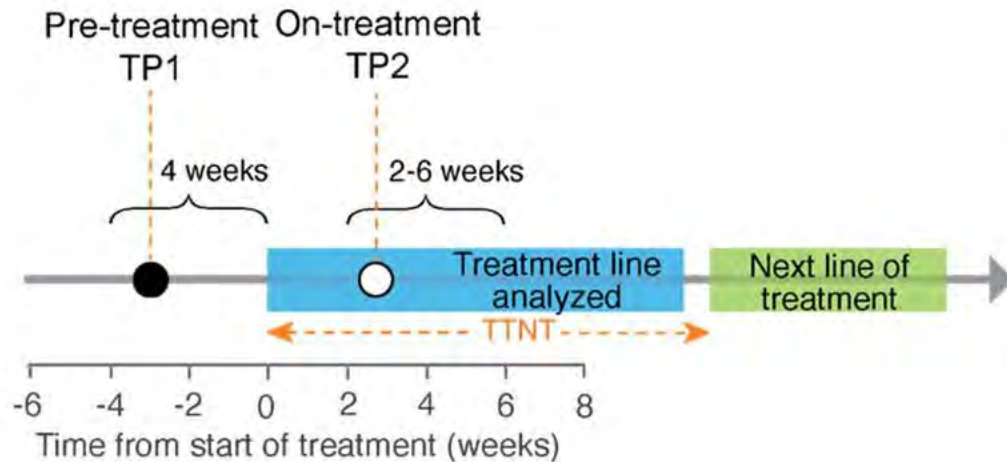 Pre-treatment
TP1
On-treatment
TP2
4 weeks
2-6 weeks
Treatment line
analyzed
Next line of
treatment
TTNT
-6 -4 -2 0 2 4 6 8
Time from start of treatment (weeks)